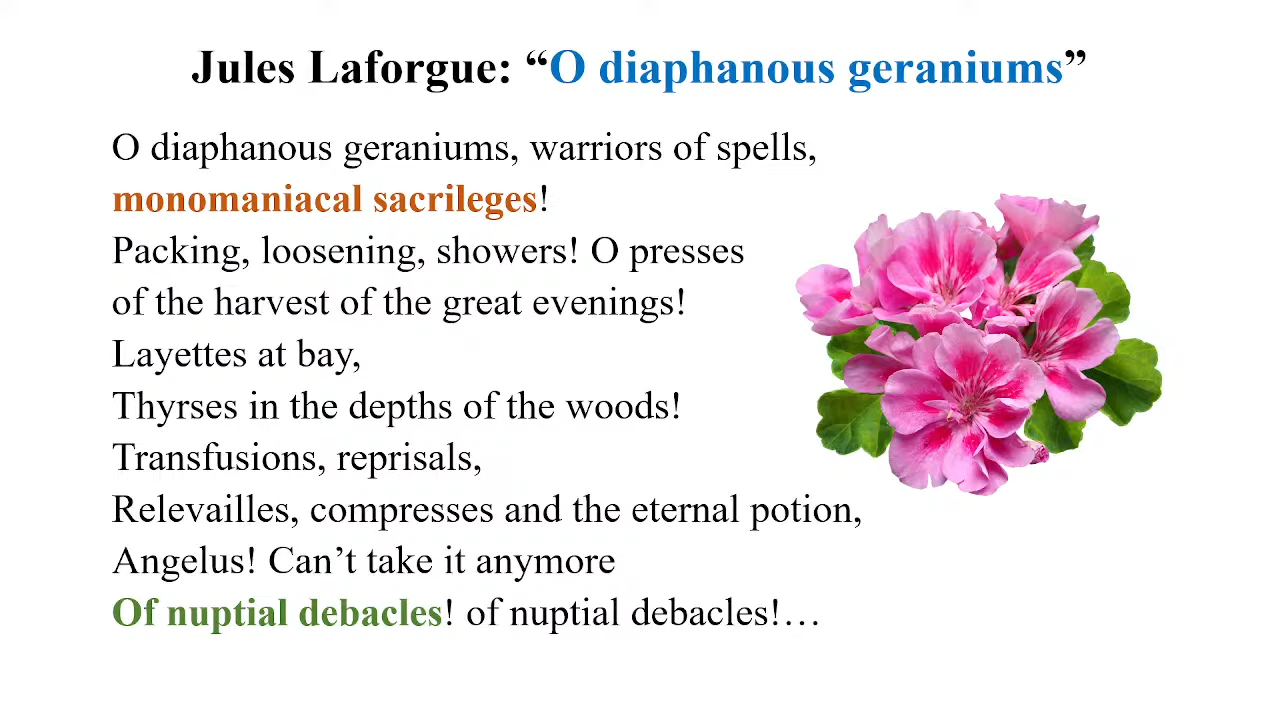 Jules Laforgue: “O diaphanous geraniums”
O diaphanous geraniums, warriors of spells,
monomaniacal sacrileges!
Packing, loosening, showers! O presses
of the harvest of the great evenings!
Layettes at bay,
Thyrses in the depths of the woods!
Transfusions, reprisals,
Relevailles, compresses and the eternal potion,
Angelus! Can’t take it anymore
Of nuptial debacles! of nuptial debacles!…